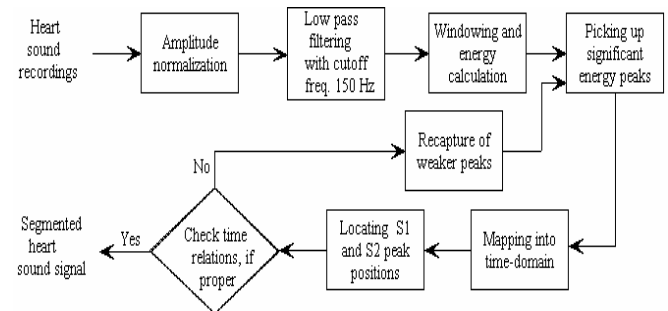 Heart
sound
recordings
Amplitude
normalization
Low pass
filtering
with cutoff
freq. 150 Hz
Windowing and
energy
calculation
Picking up
significant
energy peaks
Recapture of
weaker peaks
No
Segmented
heart
sound signal
Yes
Check time
relations, if
proper
Locating S1
and S2 peak
positions
Mapping into
time-domain